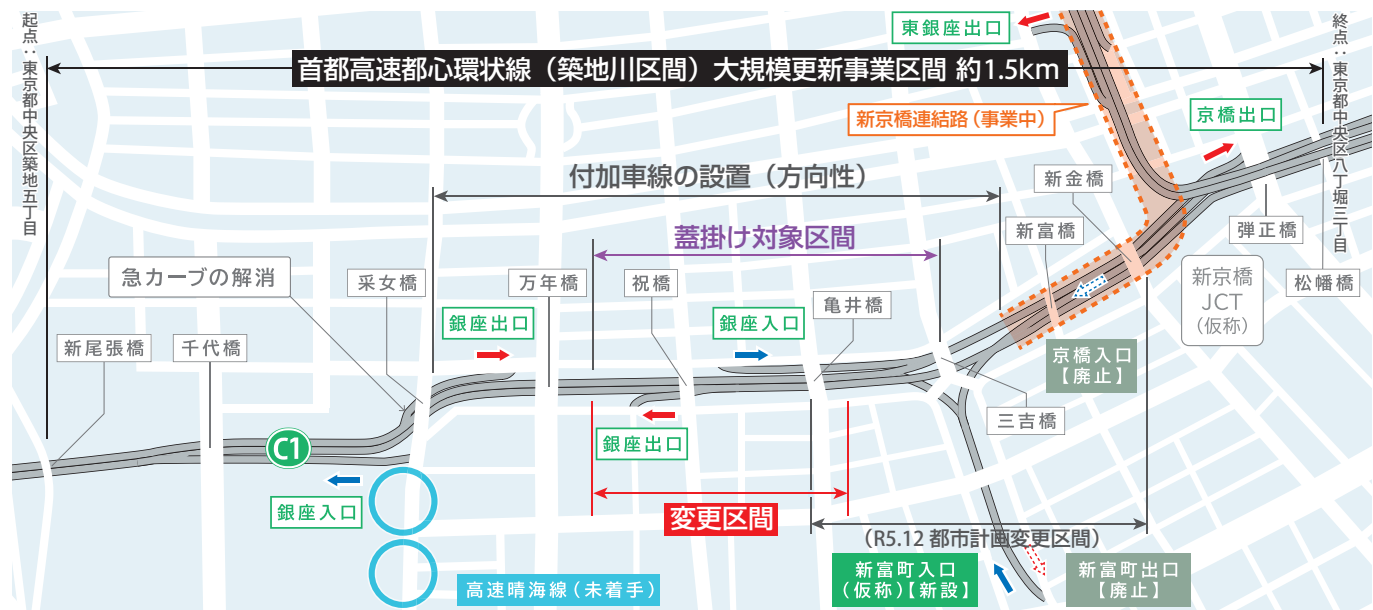 起点：東京都中央区築地五丁目
終点：東京都中央区八丁堀三丁目
東銀座出口
首都高速都心環状線（築地川区間）大規模更新事業区間 約1.5km
新京橋連結路（事業中）
京橋出口
付加車線の設置（方向性）
新金橋
新富橋
弾正橋
蓋掛け対象区間
急カーブの解消
采女橋
万年橋
祝橋
亀井橋
新京橋
JCT
（仮称）
松幡橋
銀座出口
銀座入口
新尾張橋
千代橋
京橋入口
【廃止】
三吉橋
C1
銀座出口
銀座入口
変更区間
（R5.12 都市計画変更区間）
高速晴海線（未着手）
新富町入口
（仮称）【新設】
新富町出口
【廃止】